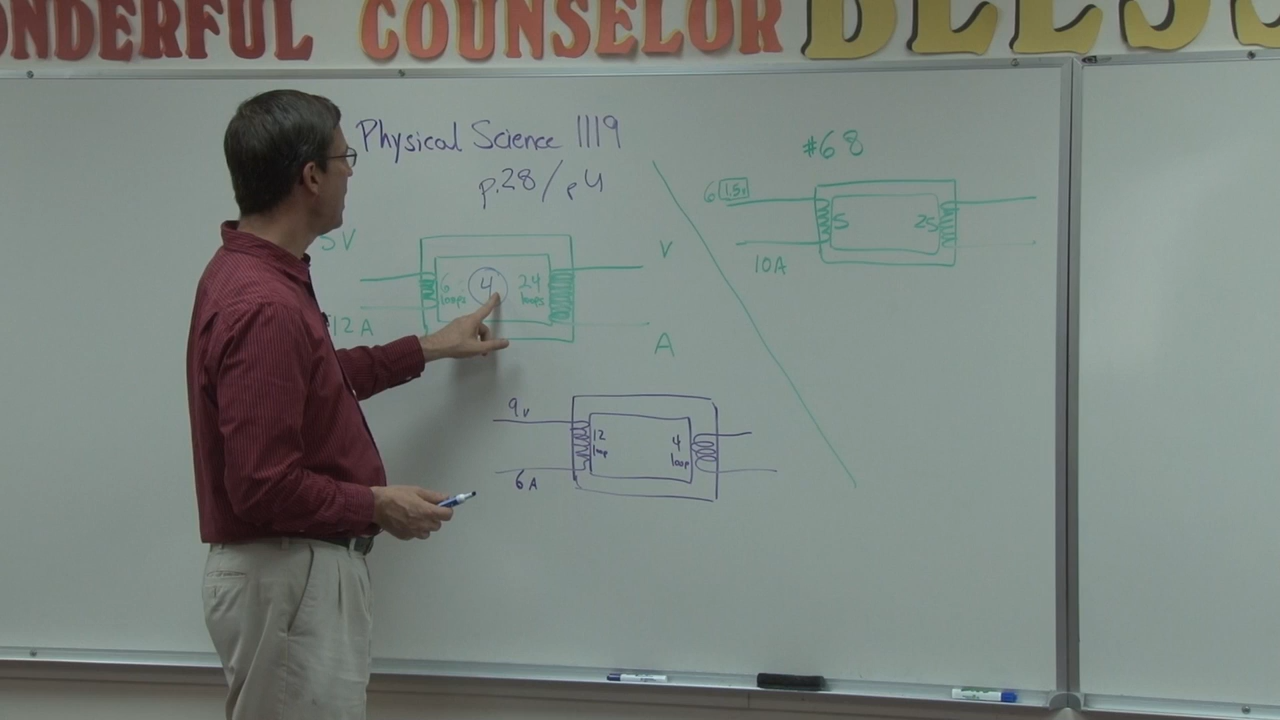 ONDERFUL COUNSELOR
Physical Science 1119
p.28/p4
5V
V
6 loops
4
24 loops
12A
A
9v
12 loop
4 loop
6A
#68
6 1.5v
5
25
10A